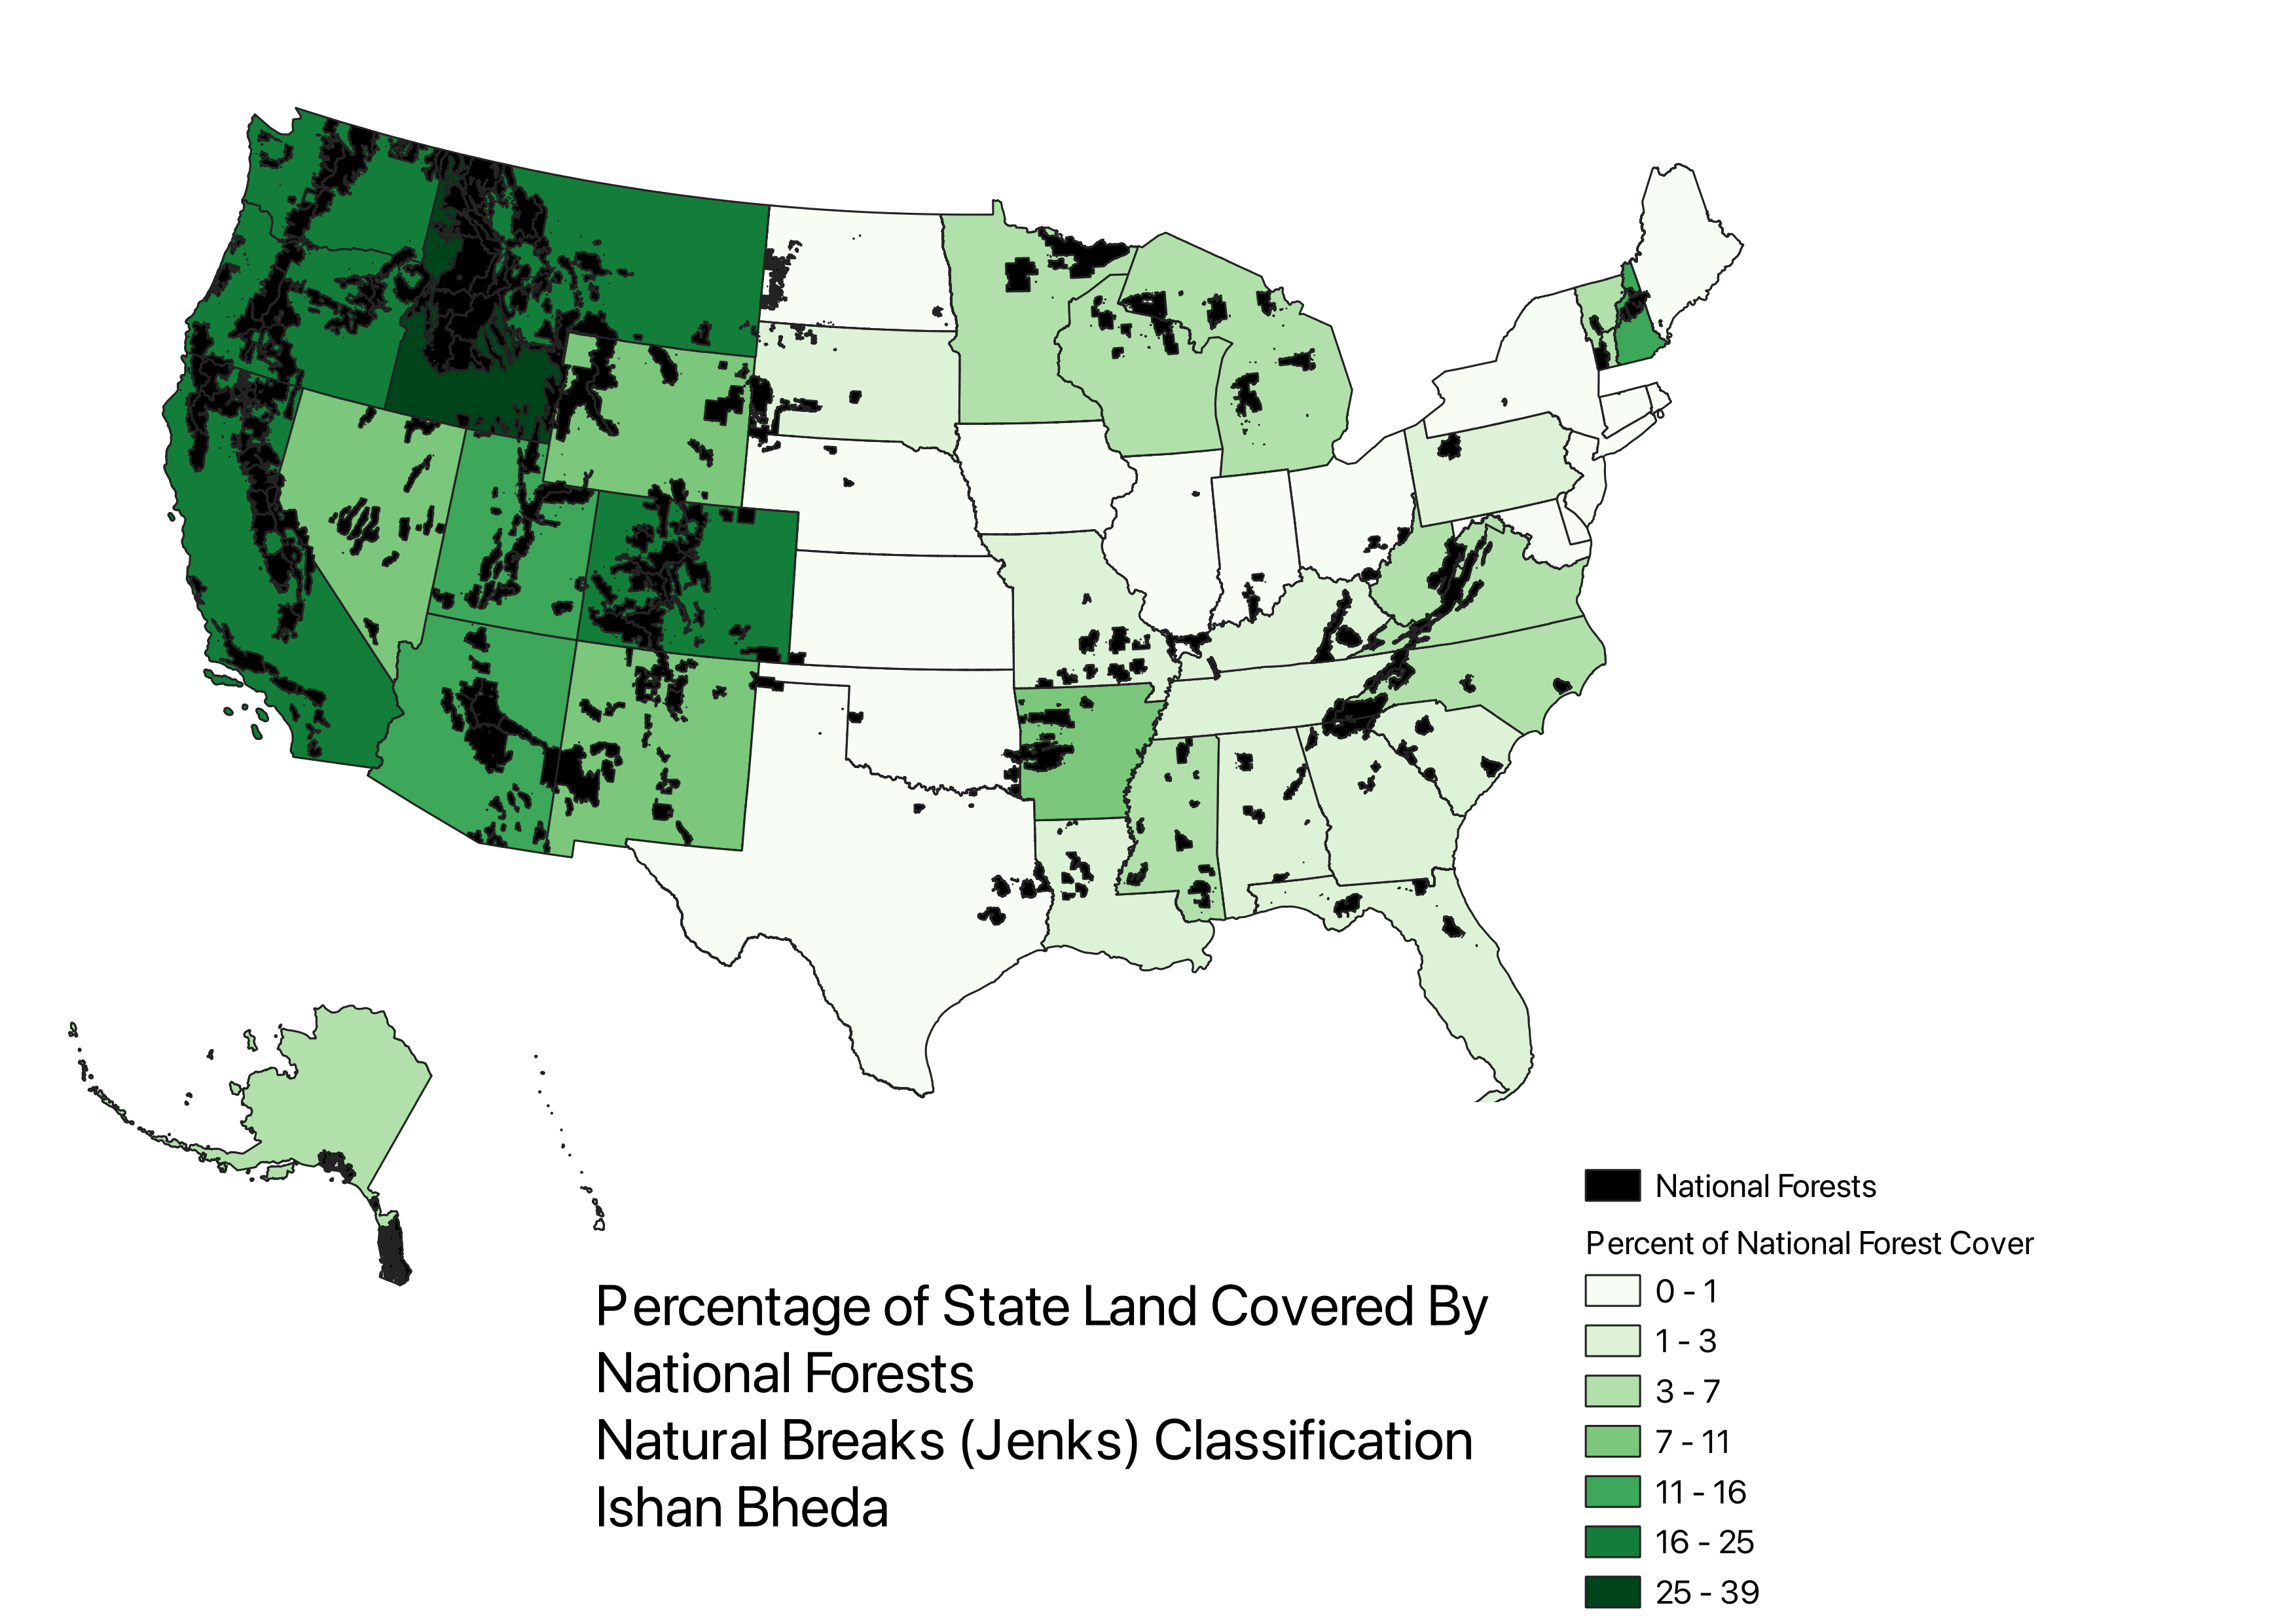 Percentage of State Land Covered By
National Forests
Natural Breaks (Jenks) Classification
Ishan Bheda
National Forests
Percent of National Forest Cover
0 - 1
1 - 3
3 - 7
7 - 11
11 - 16
16 - 25
25 - 39